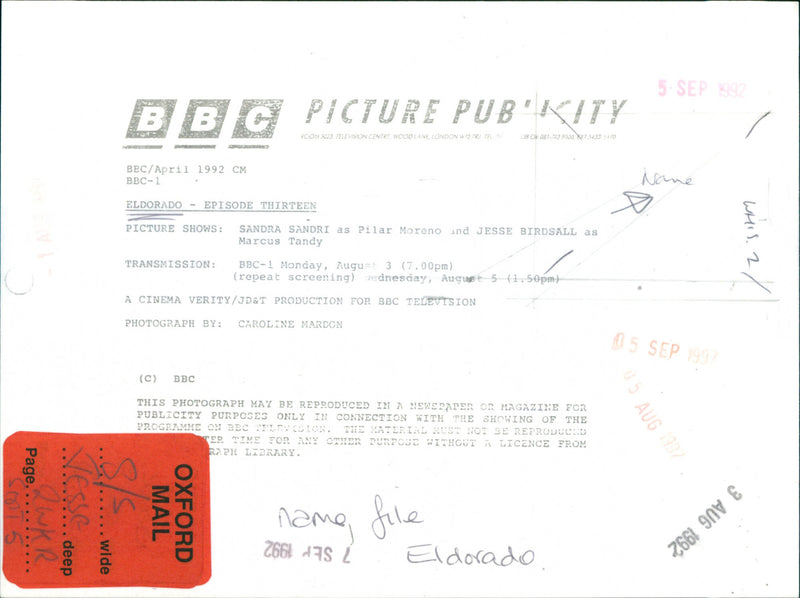 5 SEP 1992
BBC PICTURE PUBLICITY
BBC/April 1992 CM
BBC-1
Name
ELDORADO - EPISODE THIRTEEN
PICTURE SHOWS: SANDRA SANDRI as Pilar Moreno and JESSE BIRDSALL as
Marcus Tandy
TRANSMISSION: BBC-1 Monday, August 3 (7.00pm)
(repeat screening) Wednesday, August 5 (1.50pm)
A CINEMA VERITY/JD&T PRODUCTION FOR BBC TELEVISION
PHOTOGRAPH BY: CAROLINE MARDON
05 SEP 1992
05 AUG 1992
(C) BBC
THIS PHOTOGRAPH MAY BE REPRODUCED IN A NEWSPAPER OR MAGAZINE FOR
PUBLICITY PURPOSES ONLY IN CONNECTION WITH THE SHOWING OF THE
PROGRAMME ON BBC TELEVISION. THE MATERIAL MUST NOT BE REPRODUCED
TER TIME FOR ANY OTHER PURPOSE WITHOUT A LICENCE FROM
RAPH LIBRARY.
OXFORD
MAIL
8/5 wide
Jesse deep
Page
3 AUG 1992
name, file
Eldorado
7 SEP 1992